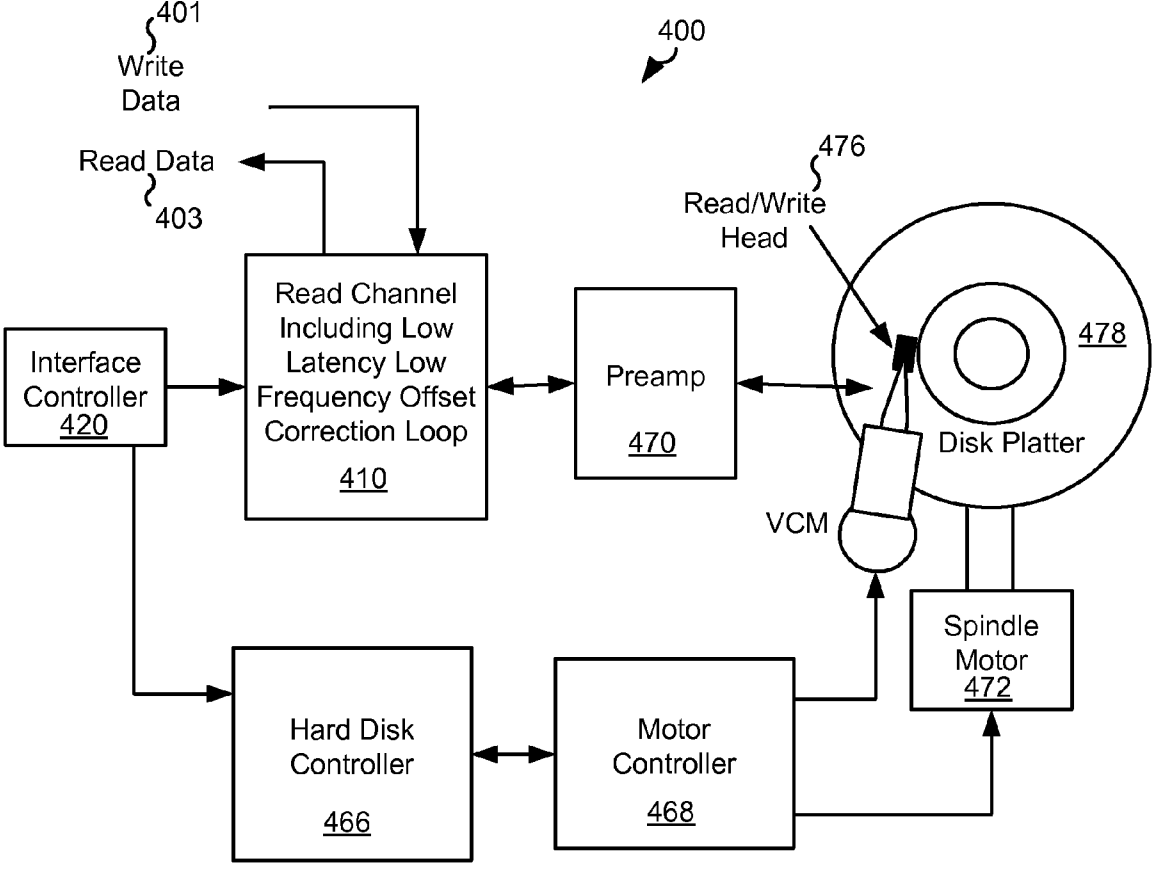 401
Write
Data
400
Read Data
403
476
Read/Write
Head
Read Channel
Including Low
Latency Low
Frequency Offset
Correction Loop
410
Interface
Controller
420
Preamp
470
478
Disk Platter
VCM
Spindle
Motor
472
Hard Disk
Controller
466
Motor
Controller
468